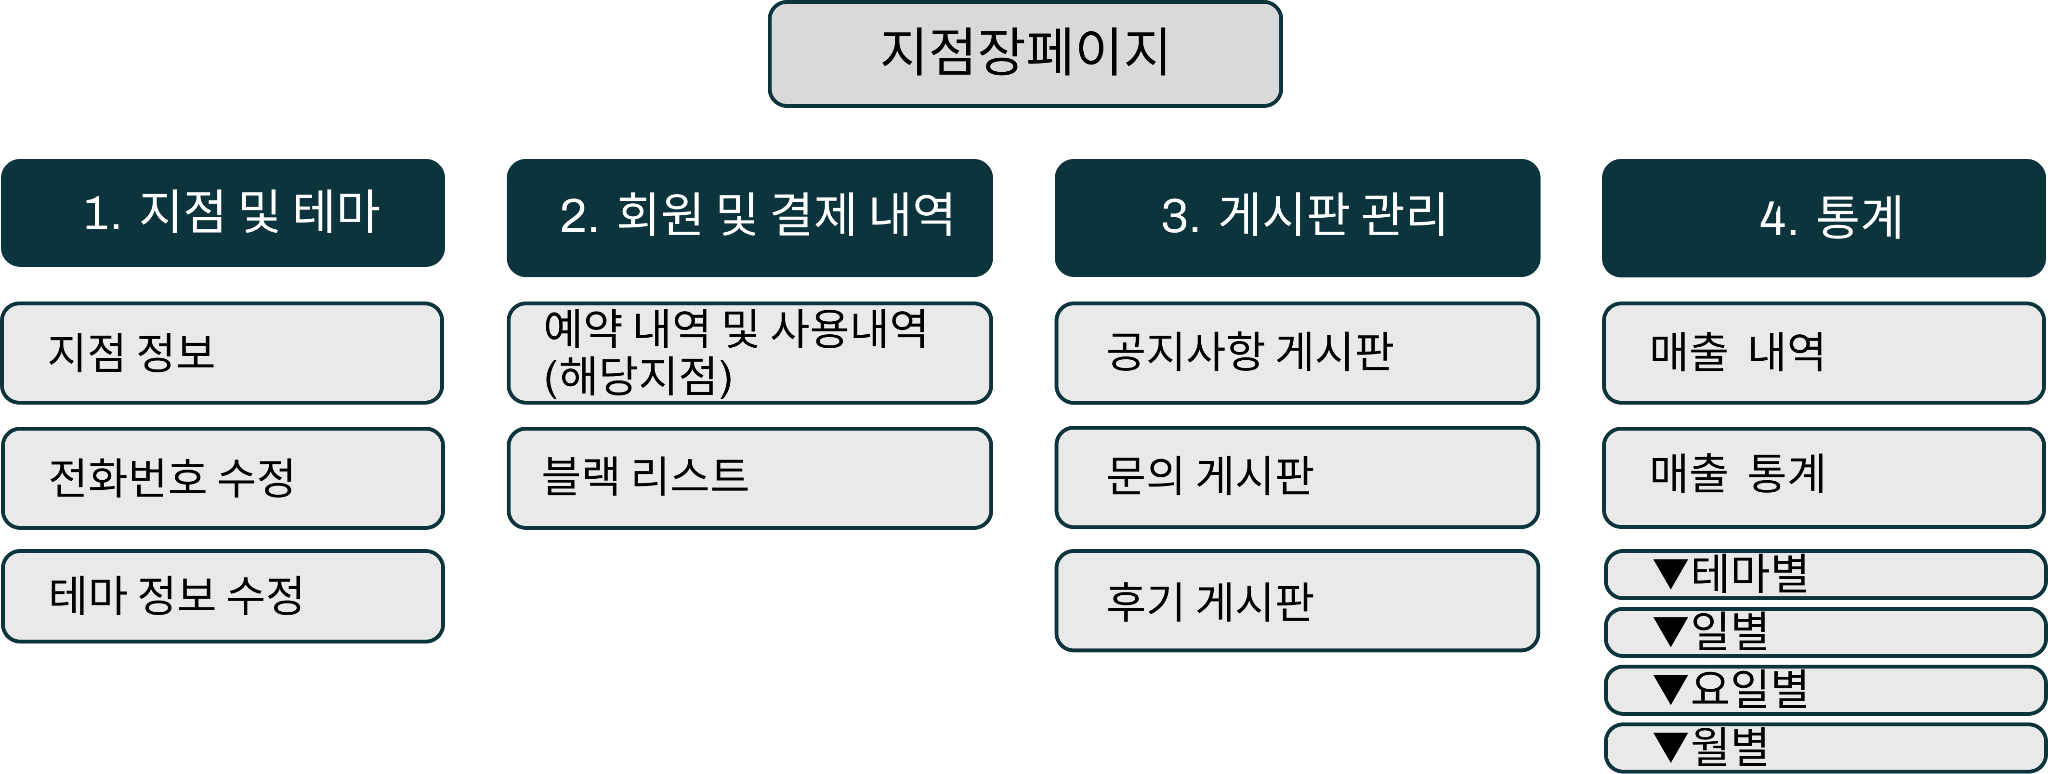 지점장페이지
1. 지점 및 테마
지점 정보
전화번호 수정
테마 정보 수정
2. 회원 및 결제 내역
예약 내역 및 사용내역
(해당지점)
블랙 리스트
3. 게시판 관리
공지사항 게시판
문의 게시판
후기 게시판
4. 통계
매출 내역
매출 통계
▼테마별
▼일별
▼요일별
▼월별